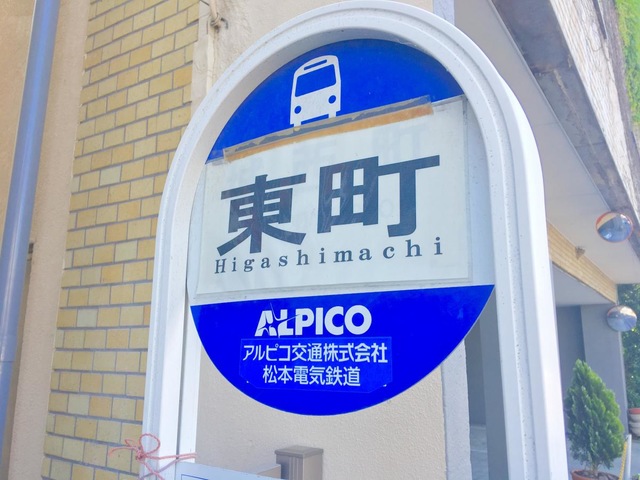 東町
Higashimachi
ALPICO
アルピコ交通株式会社
松本電気鉄道